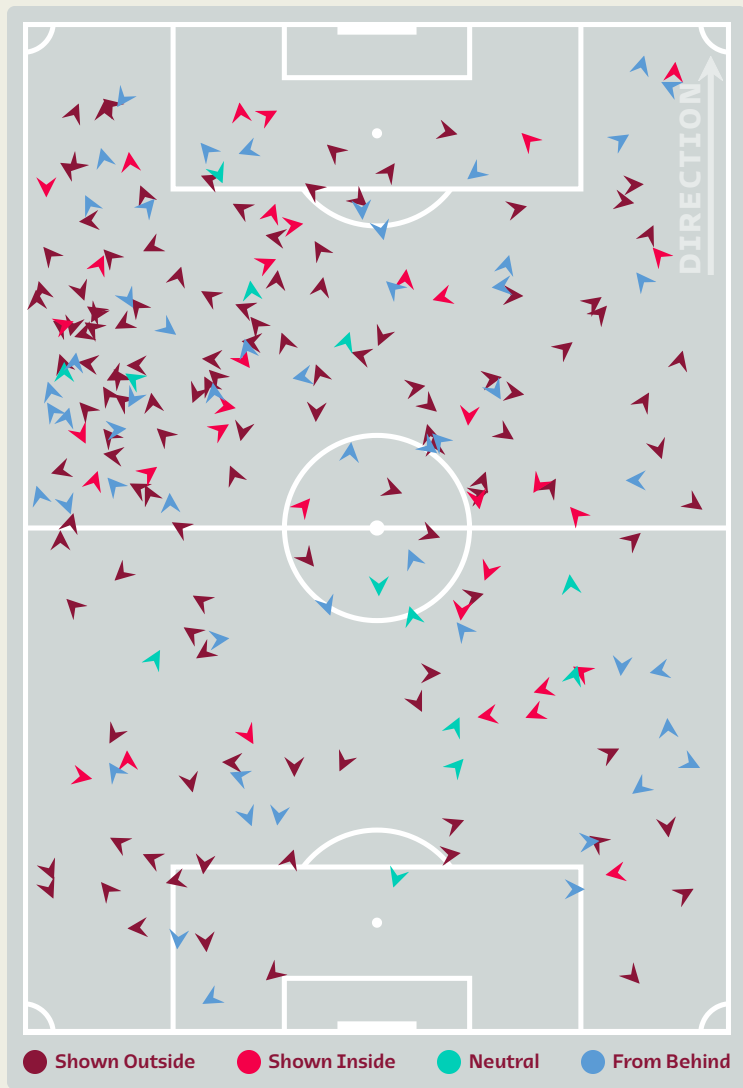 DIRECTION
Shown Outside
Shown Inside
Neutral
From Behind